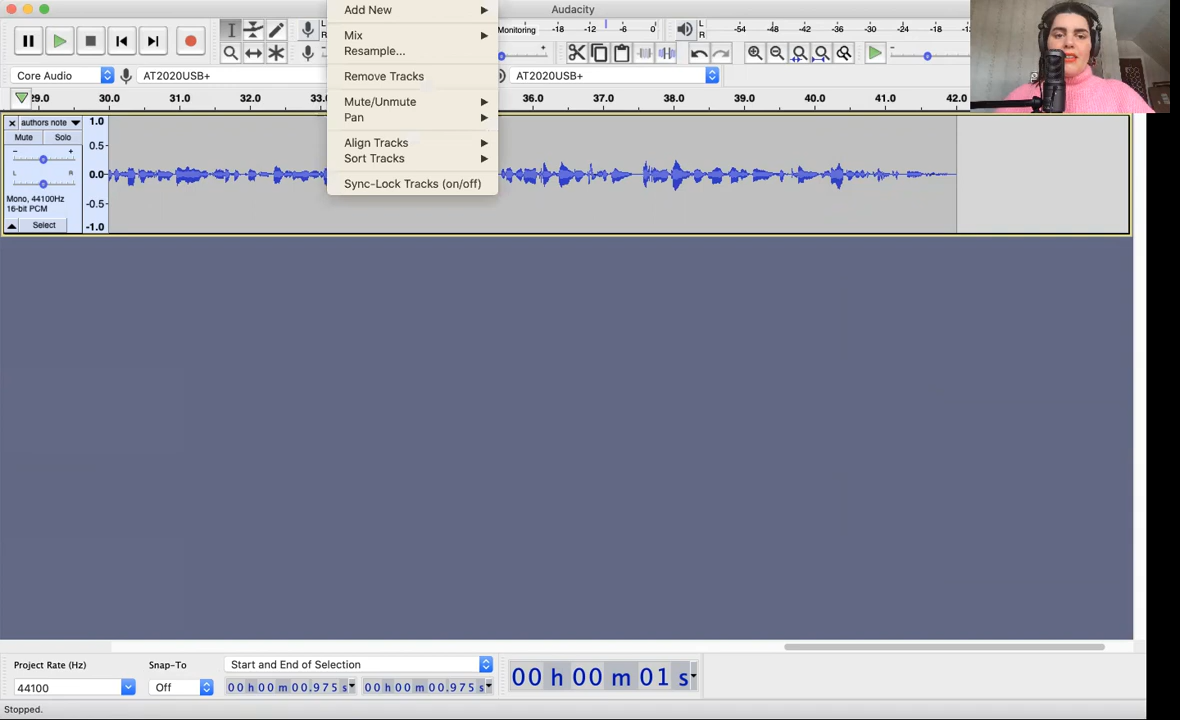 Audacity
Add New
Mix
Resample...
Remove Tracks
Mute/Unmute
Pan
Align Tracks
Sort Tracks
Sync-Lock Tracks (on/off)
Monitoring -18 -12 -6 0
L
R
-54 -48 -42 -36 -30 -24 -18
Core Audio
AT2020USB+
AT2020USB+
29.0 30.0 31.0 32.0 33. 36.0 37.0 38.0 39.0 40.0 41.0 42.0
authors note
Mute Solo
- +
L R
Mono, 44100Hz
16-bit PCM
Select
1.0
0.5-
0.0-
-0.5-
-1.0
Project Rate (Hz)
44100
Snap-To
Off
Start and End of Selection
00 h 00 m 00.975 s
00 h 00 m 00.975 s
00 h 00 m 01 s
Stopped.